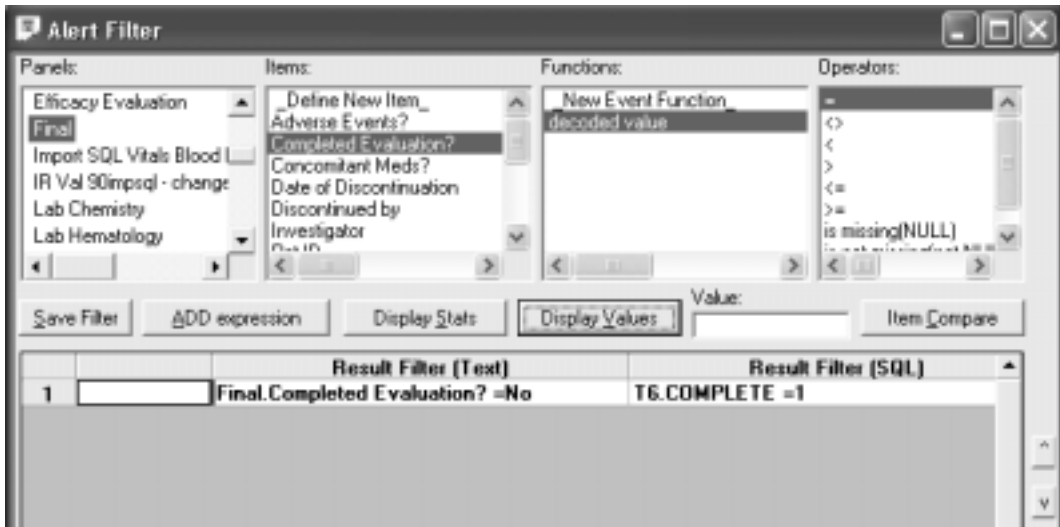 Alert Filter
Panels:
Efficacy Evaluation
Final
Import SQL Vitals Blood
IR Val 90impsql - change
Lab Chemistry
Lab Hematology
Items:
_Define New Item_
Adverse Events?
Completed Evaluation?
Concomitant Meds?
Date of Discontinuation
Discontinued by
Investigator
Functions:
_New Event Function_
decoded value
Operators:
=
<>
<
>
<=
>=
is missing(NULL)
Save Filter ADD expression Display Stats Display Values Value: Item Compare
Result Filter (Text) Result Filter (SQL)
1 Final.Completed Evaluation? =No T6.COMPLETE =1